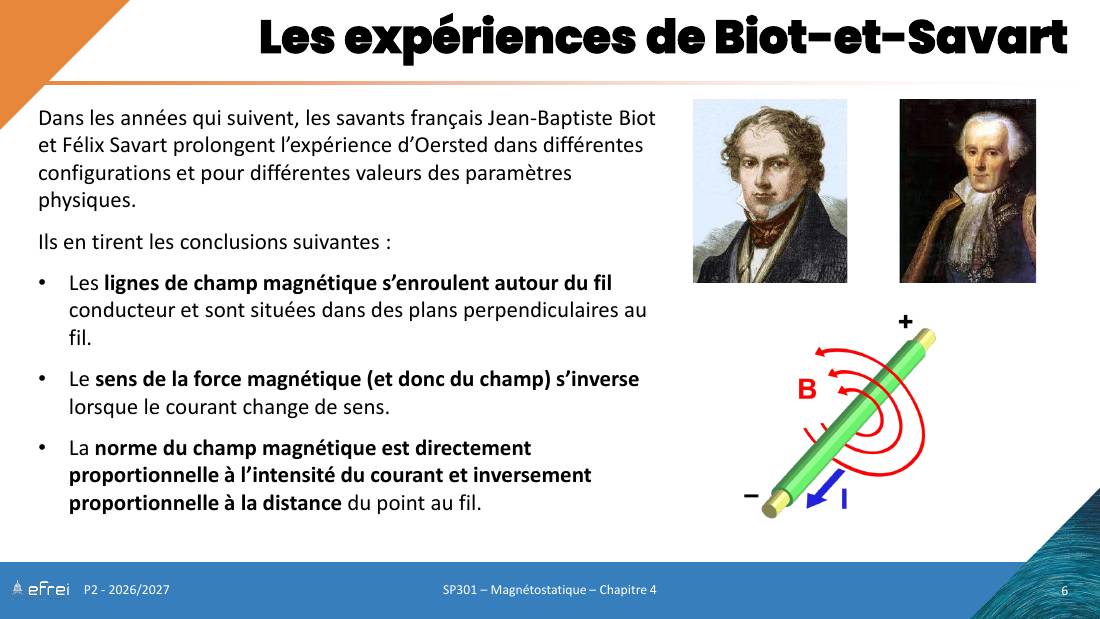 Les expériences de Biot-et-Savart
Dans les années qui suivent, les savants français Jean-Baptiste Biot
et Félix Savart prolongent l’expérience d’Oersted dans différentes
configurations et pour différentes valeurs des paramètres
physiques.
Ils en tirent les conclusions suivantes :
• Les lignes de champ magnétique s’enroulent autour du fil
conducteur et sont situées dans des plans perpendiculaires au
fil.
• Le sens de la force magnétique (et donc du champ) s’inverse
lorsque le courant change de sens.
• La norme du champ magnétique est directement
proportionnelle à l’intensité du courant et inversement
proportionnelle à la distance du point au fil.
+
B
I
–
efrei P2 - 2026/2027
SP301 – Magnétostatique – Chapitre 4
6